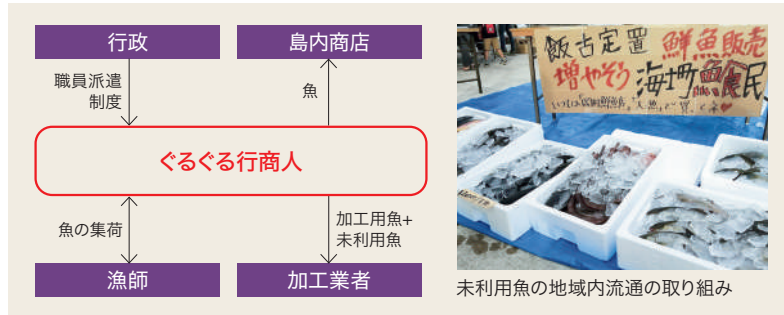 行政
島内商店
職員派遣
制度
魚
ぐるぐる行商人
魚の集荷
加工用魚+
未利用魚
漁師
加工業者
飯古定置 鮮魚販売
増やそう 海士町魚食民
未利用魚の地域内流通の取り組み